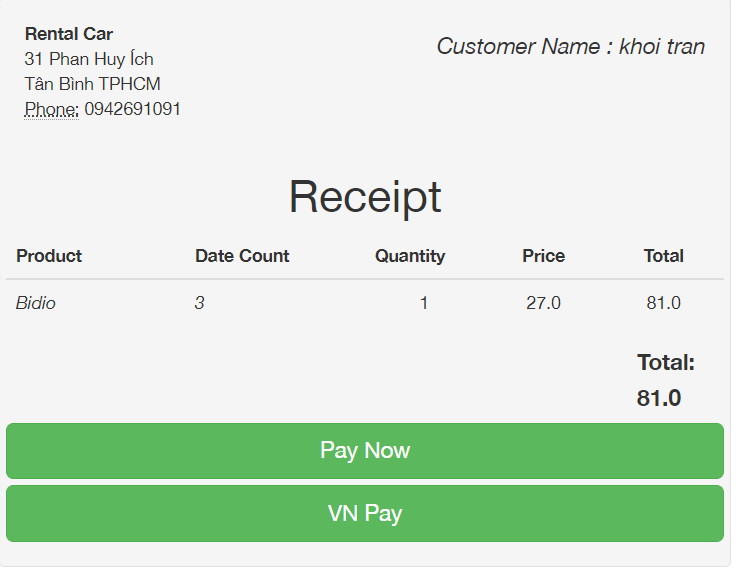 Rental Car
31 Phan Huy Ích
Tân Bình TPHCM
Phone: 0942691091
Customer Name : khoi tran
Receipt
Product Date Count Quantity Price Total
Bidio 3 1 27.0 81.0
Total:
81.0
Pay Now
VN Pay